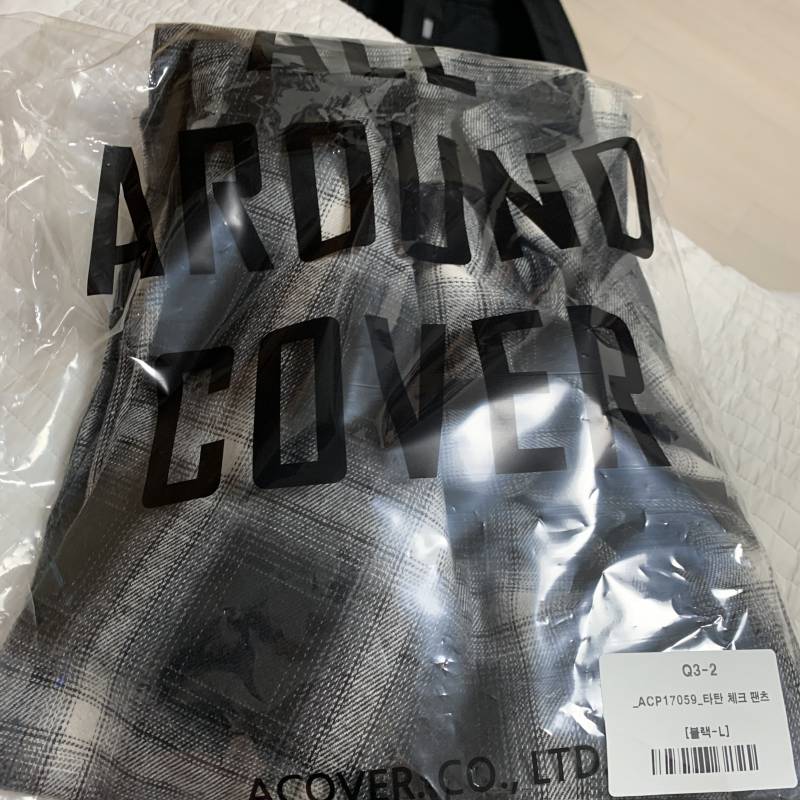 ALL
AROUND
COVER
Q3-2
_ACP17059_타탄 체크 팬츠
[블랙-L]
ACOVER. CO., LTD.